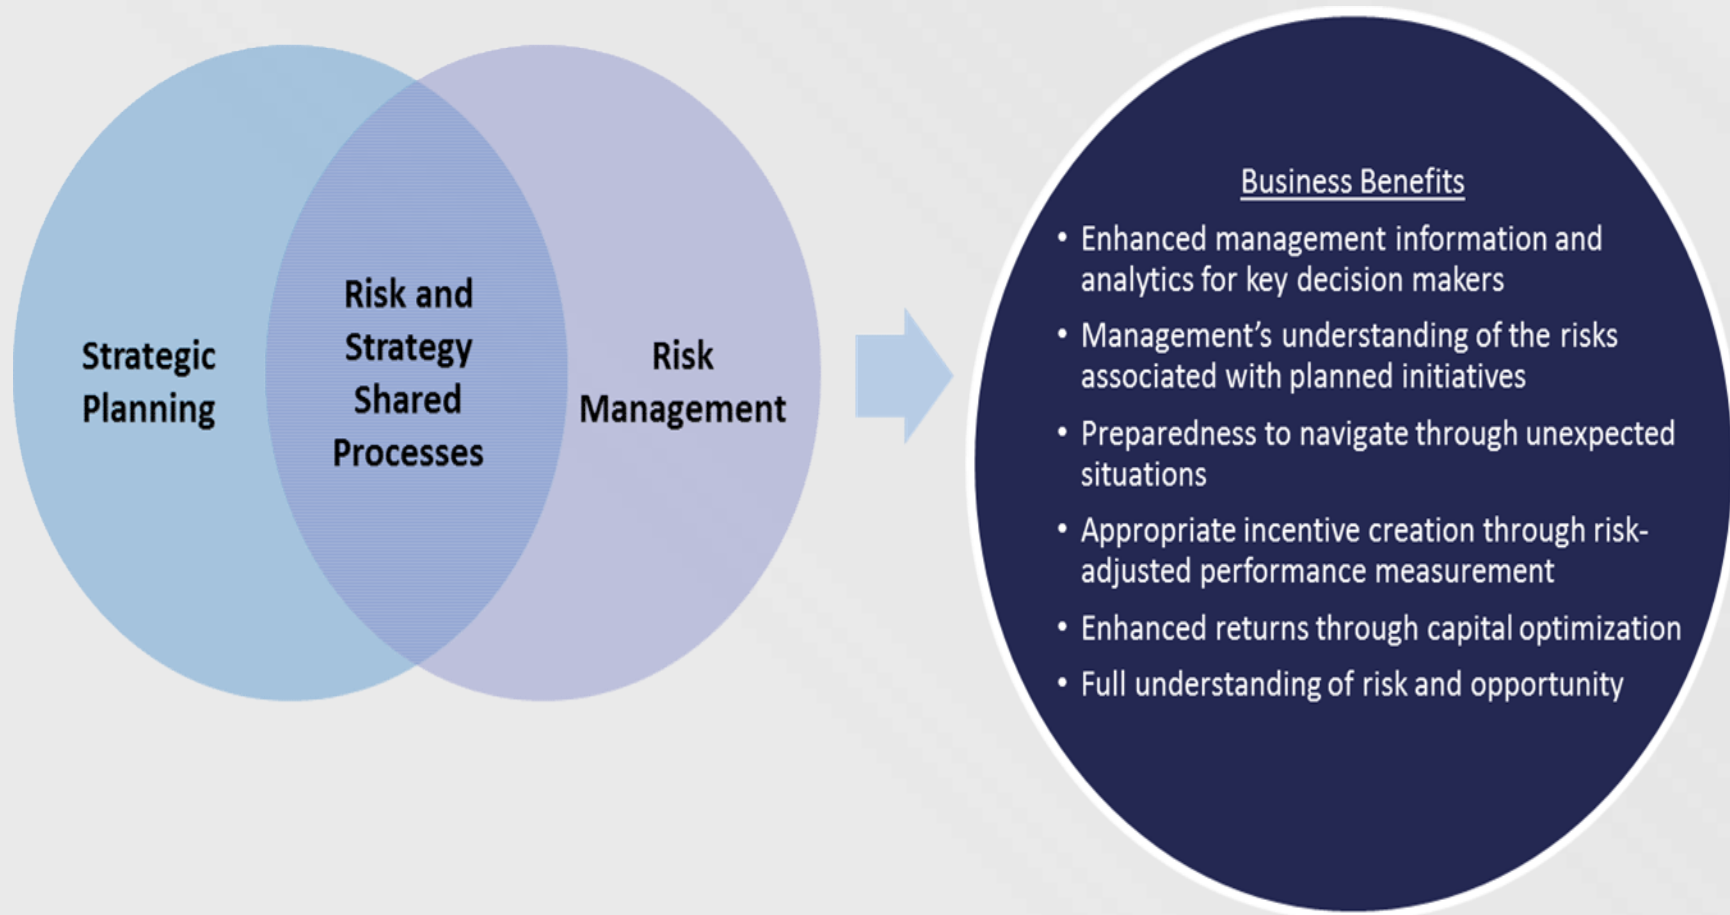 Strategic
Planning
Risk and
Strategy
Shared
Processes
Risk
Management
Business Benefits
• Enhanced management information and
analytics for key decision makers
• Management’s understanding of the risks
associated with planned initiatives
• Preparedness to navigate through unexpected
situations
• Appropriate incentive creation through risk-
adjusted performance measurement
• Enhanced returns through capital optimization
• Full understanding of risk and opportunity